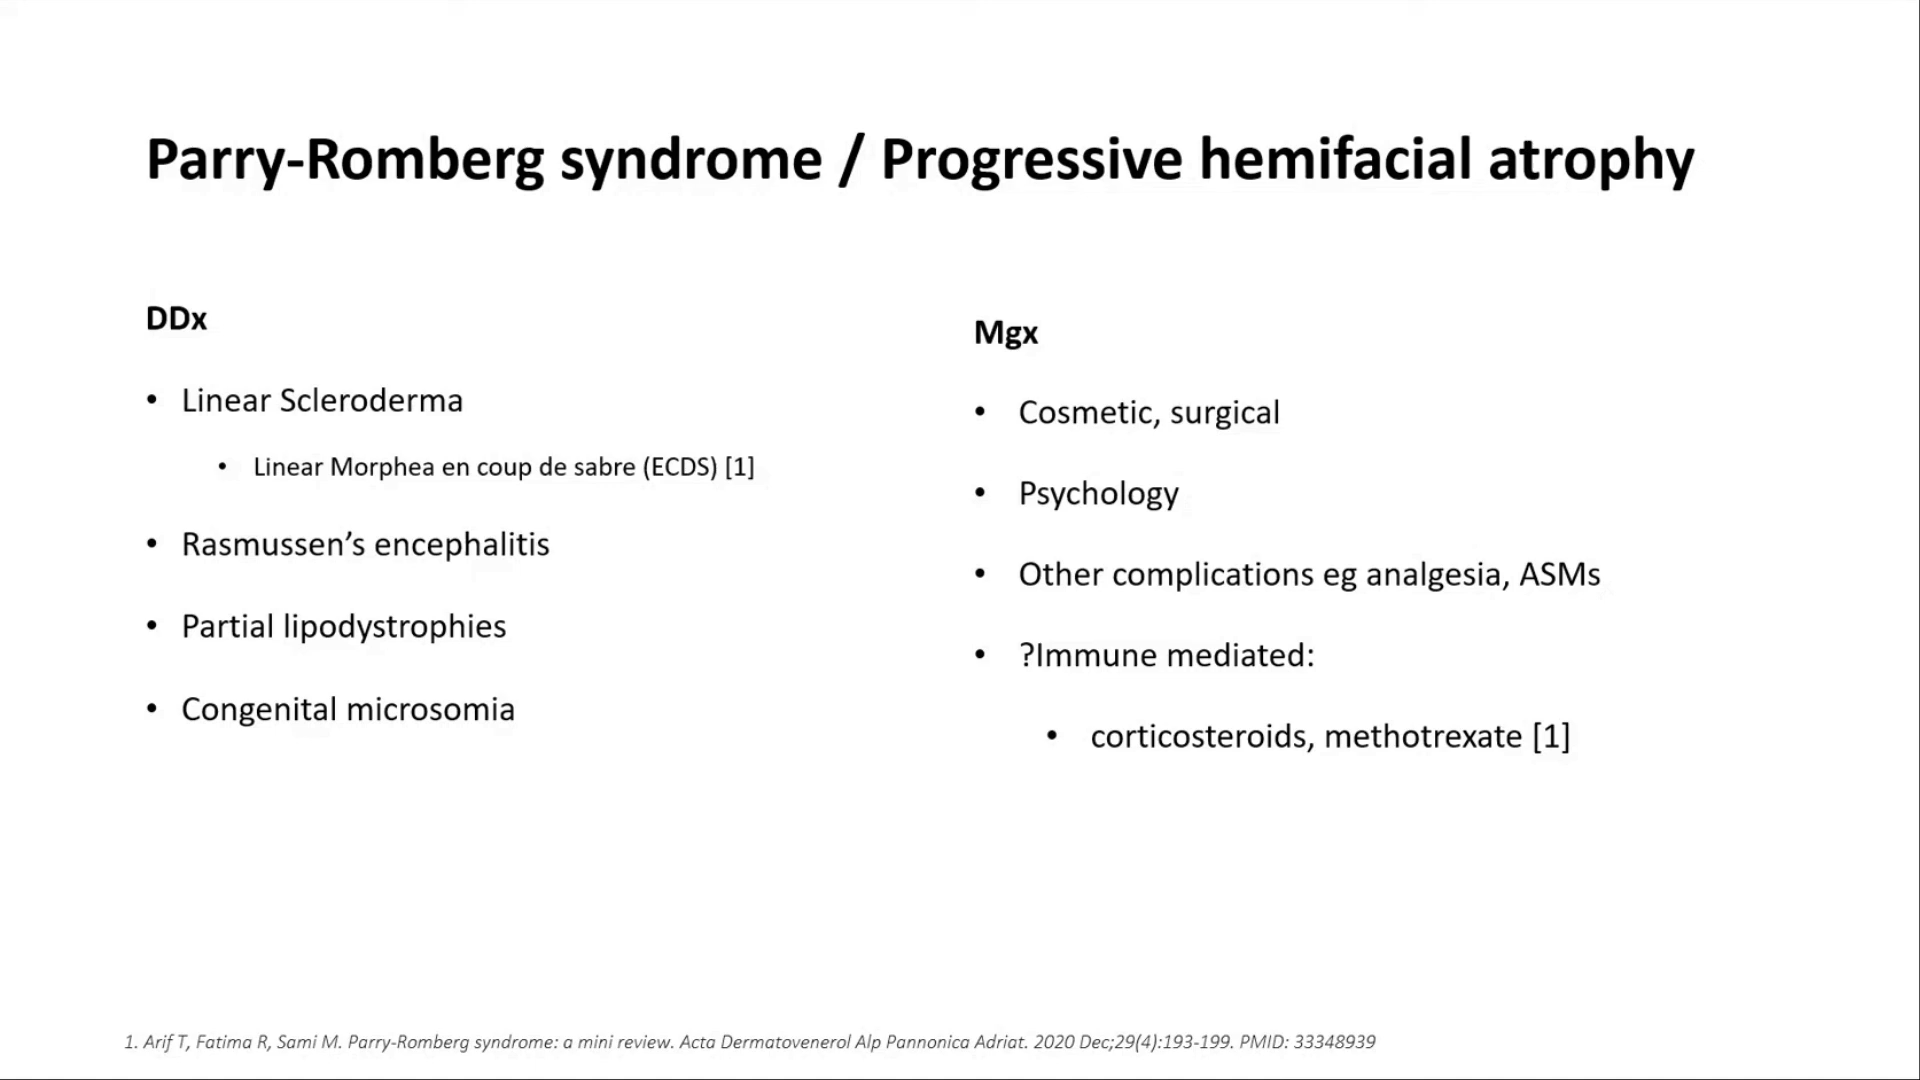 Parry-Romberg syndrome / Progressive hemifacial atrophy
DDx
• Linear Scleroderma
• Linear Morphea en coup de sabre (ECDS) [1]
• Rasmussen’s encephalitis
• Partial lipodystrophies
• Congenital microsomia
Mgx
• Cosmetic, surgical
• Psychology
• Other complications eg analgesia, ASMs
• ?Immune mediated:
• corticosteroids, methotrexate [1]
1. Arif T, Fatima R, Sami M. Parry-Romberg syndrome: a mini review. Acta Dermatovenerol Alp Pannonica Adriat. 2020 Dec;29(4):193-199. PMID: 33348939